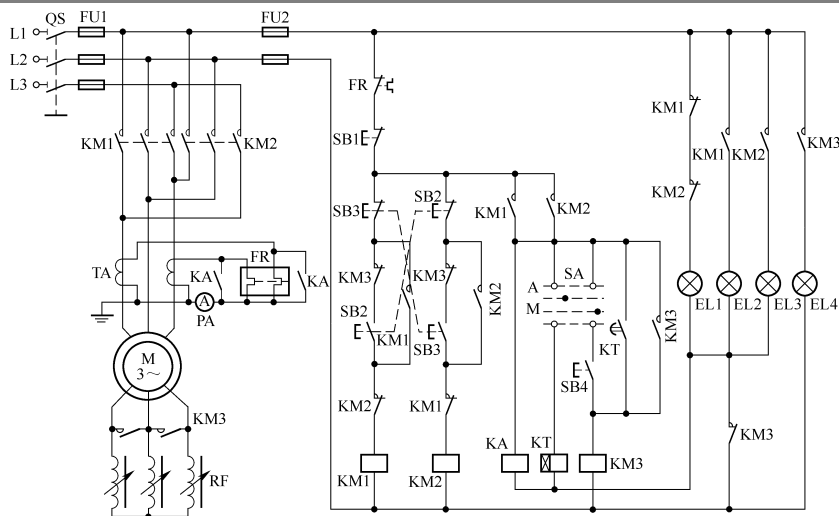 QS FU1 FU2
L1
L2
L3
FR
KM1 KM2
SB1
KM1
KM1 KM2 KM3
SB3 SB2
KM1 KM2
KM2
FR
TA KA KA
A
PA
KM3 KM3
KM2
A SA
M
EL1 EL2 EL3 EL4
SB2 KM1 SB3
KT KM3
SB4
M
3～
KM3
KM2 KM1
KM3
KA KT KM3
RF
KM1 KM2